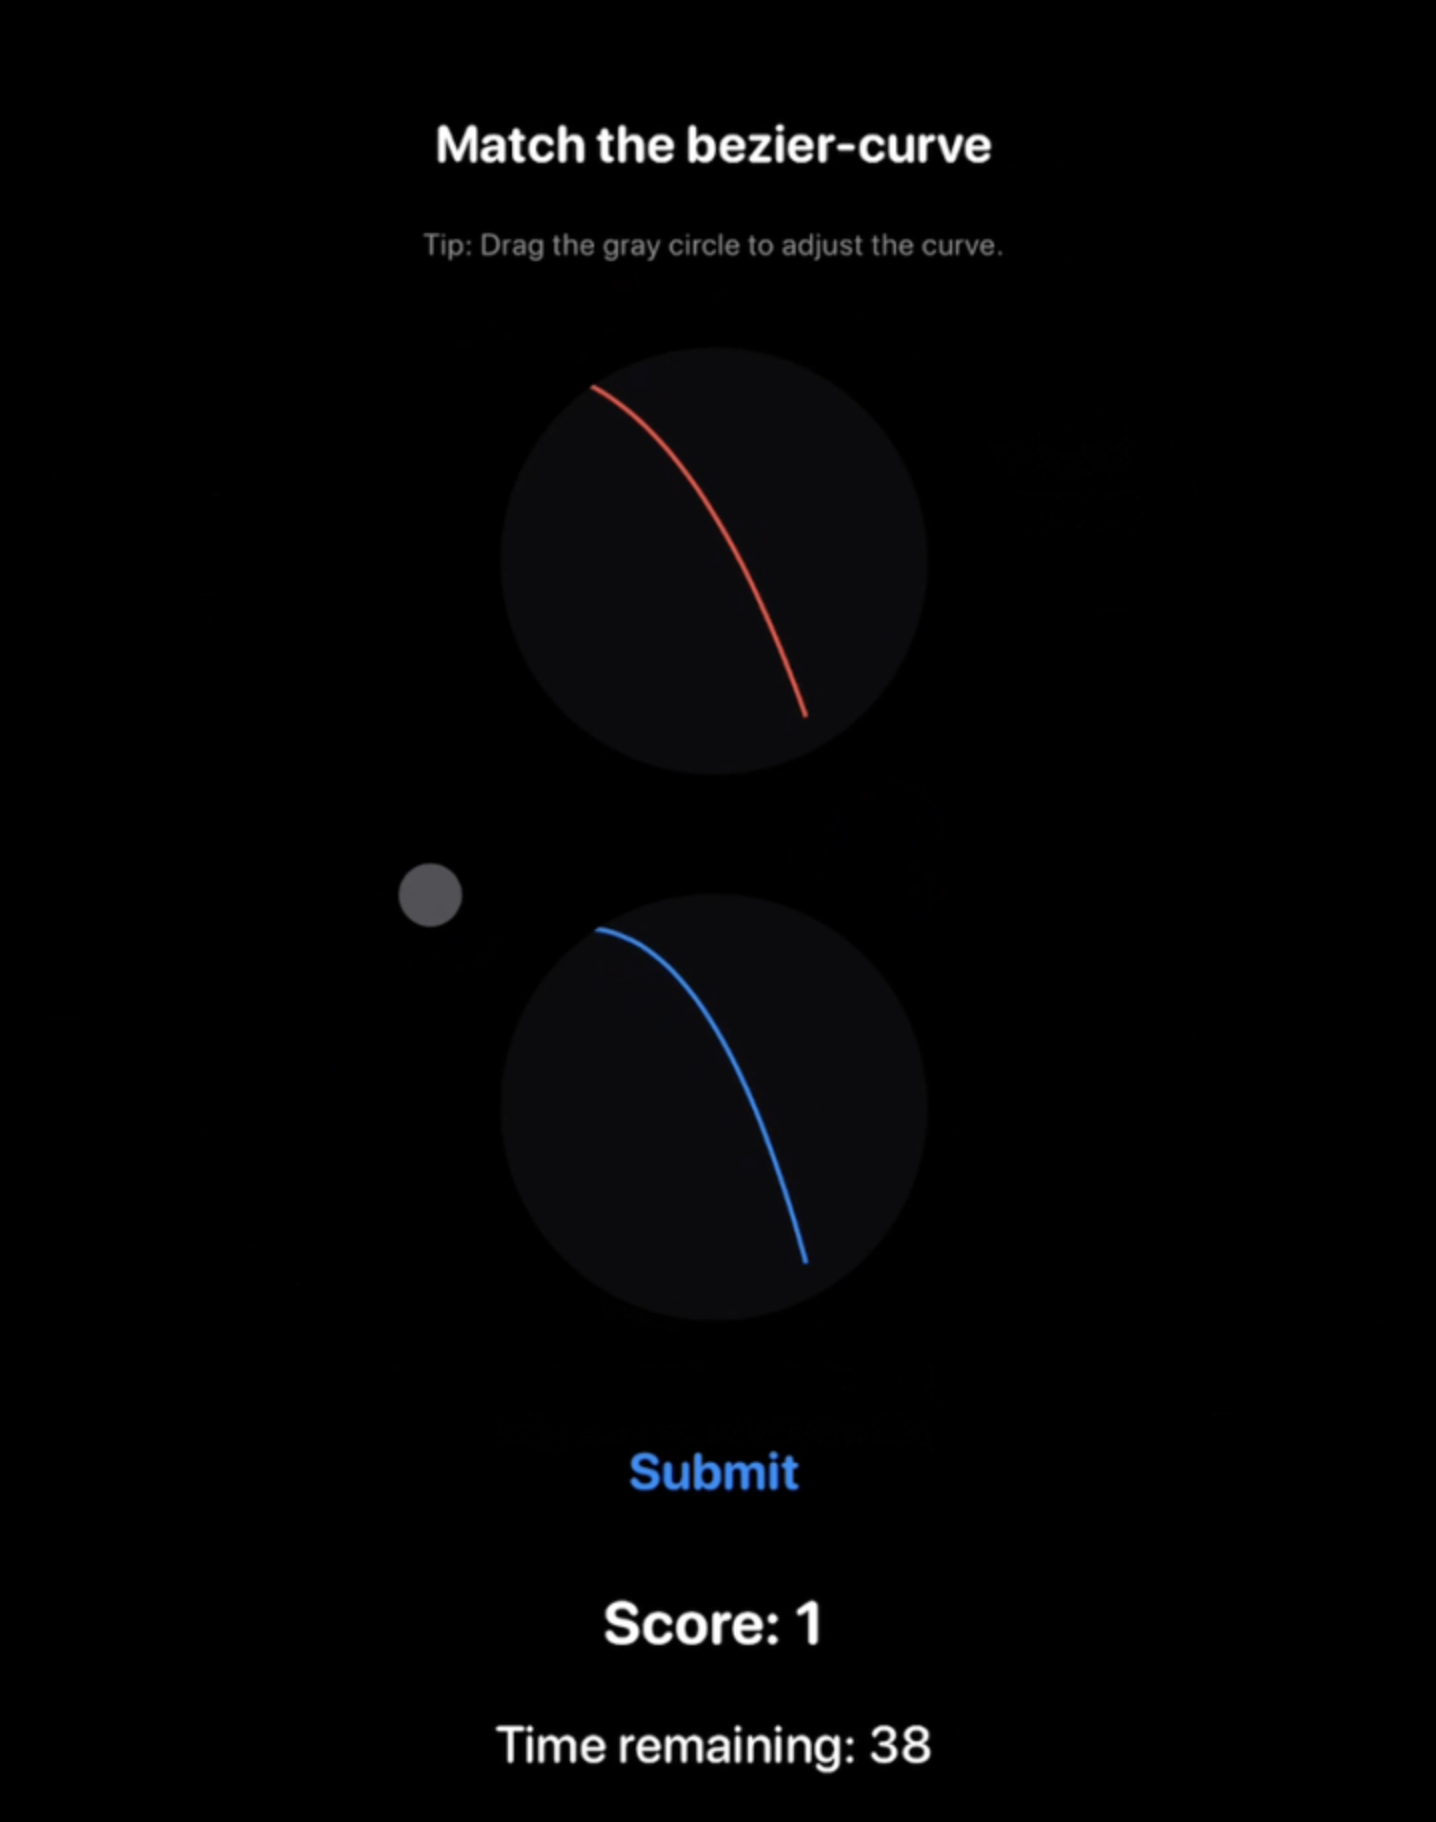 Match the bezier-curve
Tip: Drag the gray circle to adjust the curve.
Submit
Score: 1
Time remaining: 38